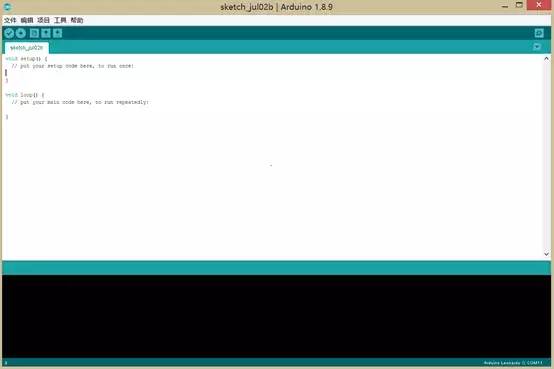 sketch_jul02b | Arduino 1.8.9
文件 编辑 项目 工具 帮助
sketch_jul02b
void setup() {
// put your setup code here, to run once:
}
void loop() {
// put your main code here, to run repeatedly:
}
3
Arduino Leonardo 在 COM11